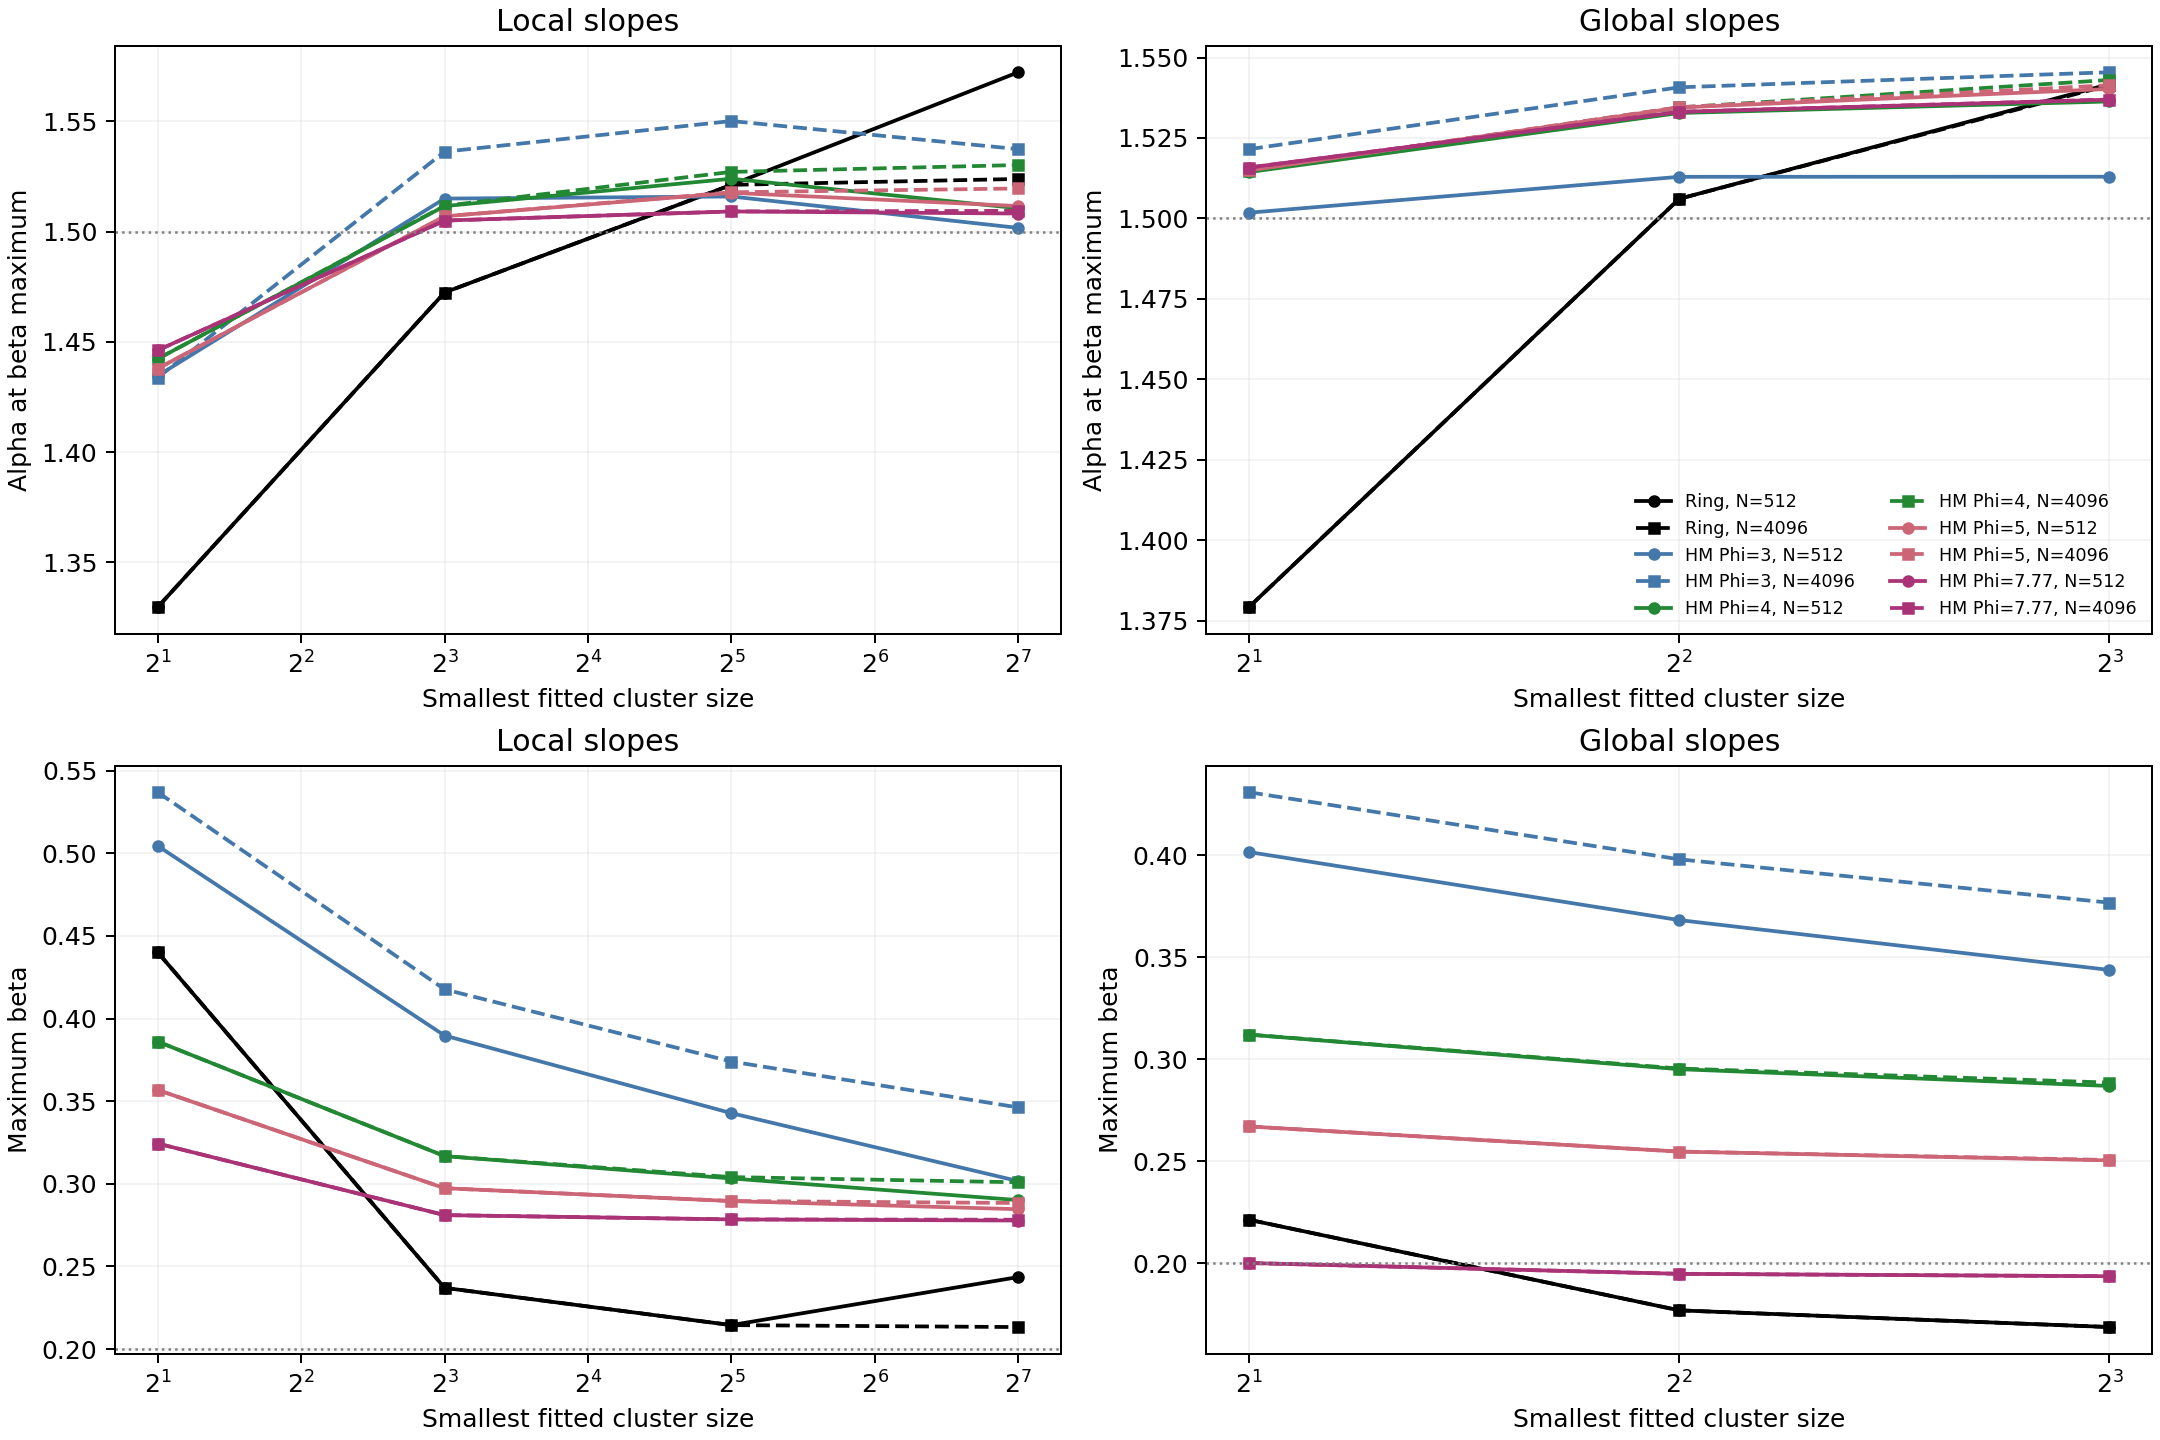 Local slopes
Alpha at beta maximum
1.55
1.50
1.45
1.40
1.35
2^1 2^2 2^3 2^4 2^5 2^6 2^7
Smallest fitted cluster size
Global slopes
Alpha at beta maximum
1.550
1.525
1.500
1.475
1.450
1.425
1.400
1.375
Ring, N=512
Ring, N=4096
HM Phi=3, N=512
HM Phi=3, N=4096
HM Phi=4, N=512
HM Phi=4, N=4096
HM Phi=5, N=512
HM Phi=5, N=4096
HM Phi=7.77, N=512
HM Phi=7.77, N=4096
2^1 2^2 2^3
Smallest fitted cluster size
Local slopes
Maximum beta
0.55
0.50
0.45
0.40
0.35
0.30
0.25
0.20
2^1 2^2 2^3 2^4 2^5 2^6 2^7
Smallest fitted cluster size
Global slopes
Maximum beta
0.40
0.35
0.30
0.25
0.20
2^1 2^2 2^3
Smallest fitted cluster size